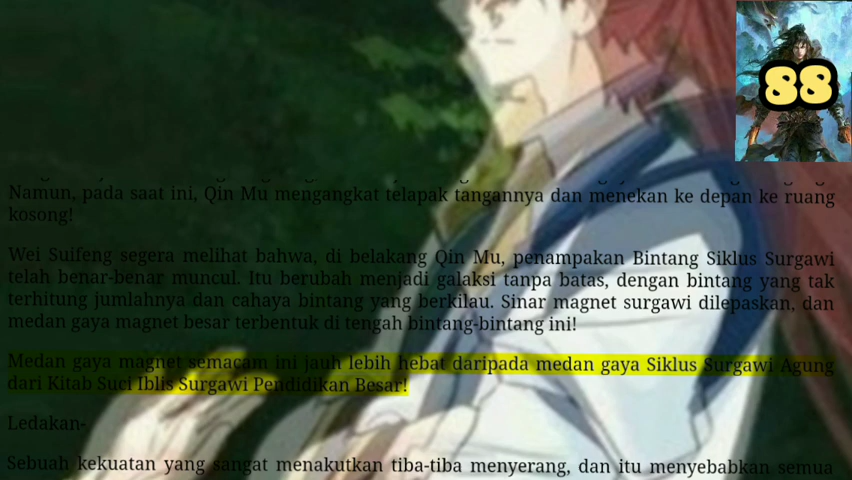 88
Namun, pada saat ini, Qin Mu mengangkat telapak tangannya dan menekan ke depan ke ruang
kosong!
Wei Suifeng segera melihat bahwa, di belakang Qin Mu, penampakan Bintang Siklus Surgawi
telah benar-benar muncul. Itu berubah menjadi galaksi tanpa batas, dengan bintang yang tak
terhitung jumlahnya dan cahaya bintang yang berkilau. Sinar magnet surgawi dilepaskan, dan
medan gaya magnet besar terbentuk di tengah bintang-bintang ini!
Medan gaya magnet semacam ini jauh lebih hebat daripada medan gaya Siklus Surgawi Agung
dari Kitab Suci Iblis Surgawi Pendidikan Besar!
Ledakan-
Sebuah kekuatan yang sangat menakutkan tiba-tiba menyerang, dan itu menyebabkan semua